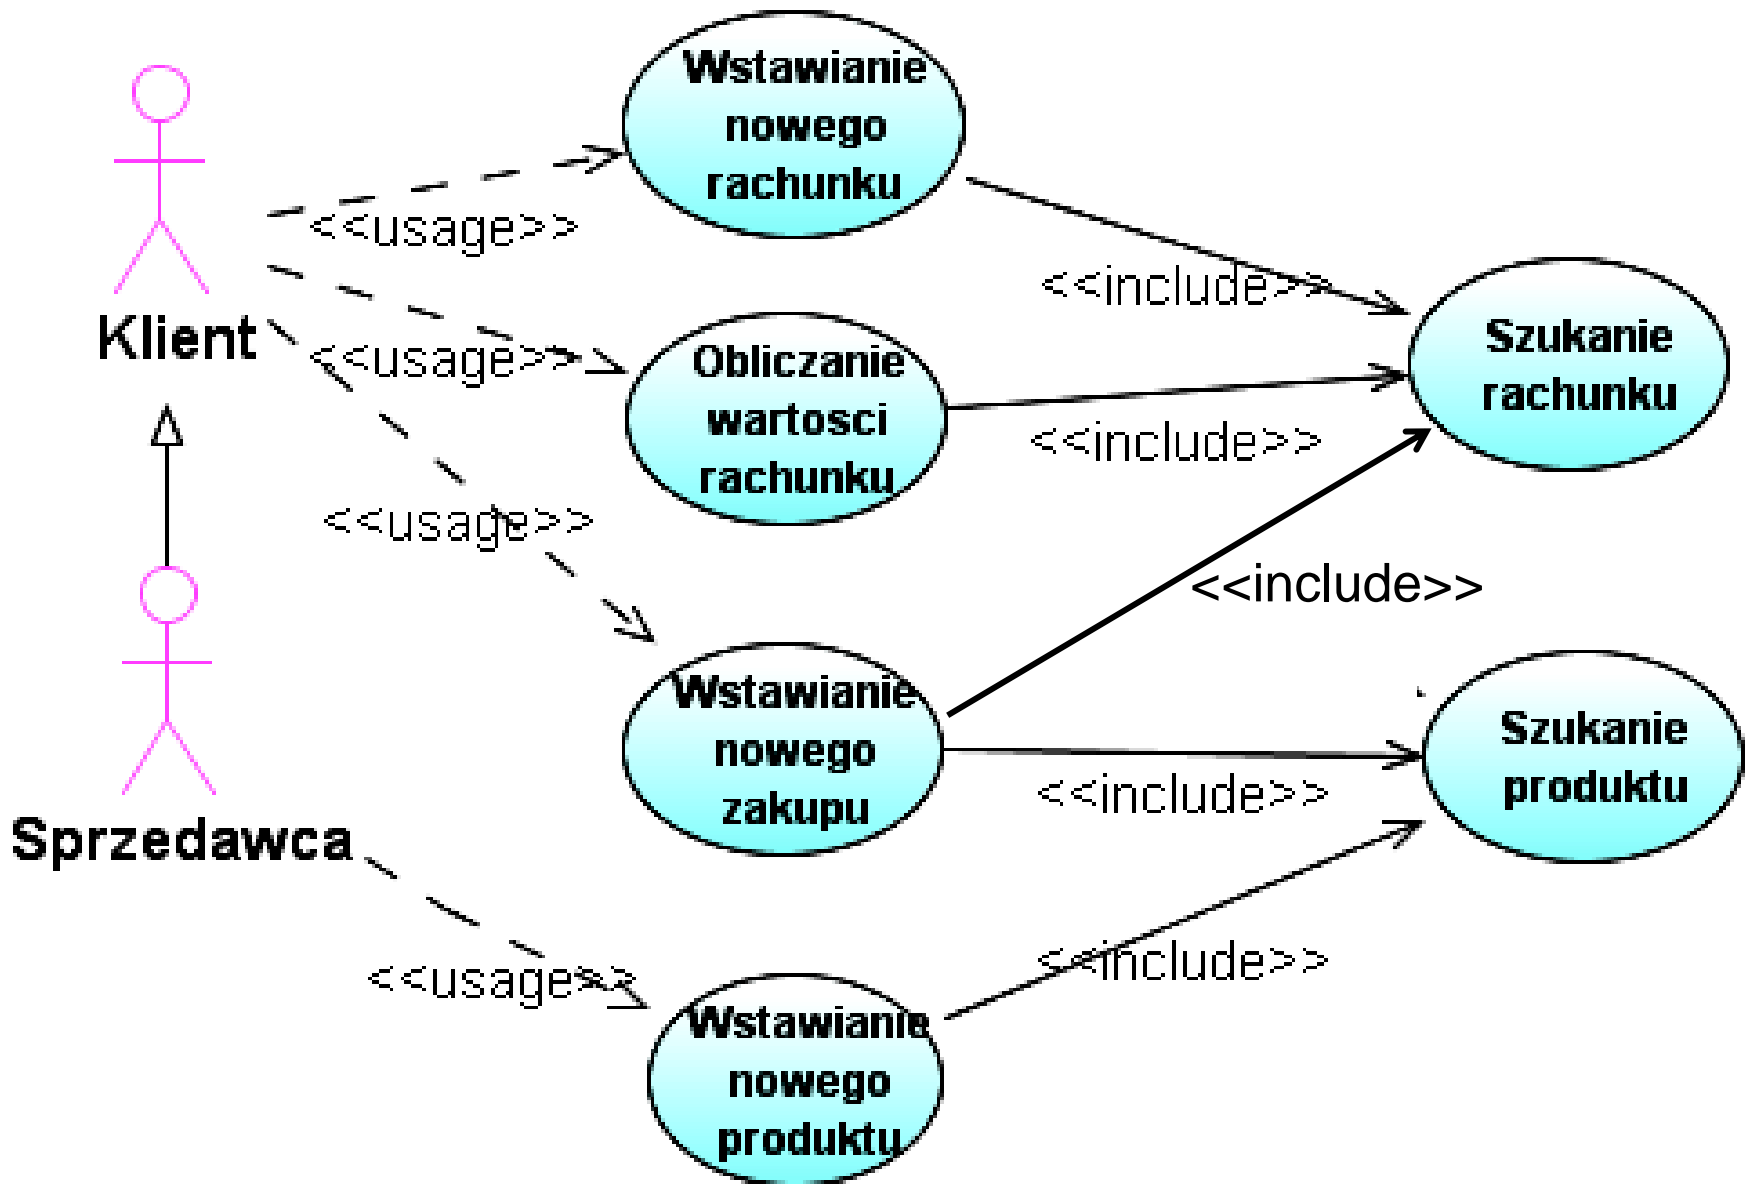 Wstawianie
nowego
rachunku
<<usage>>
<<include>>
Klient
<<usage>>
Obliczanie
wartosci
rachunku
<<include>>
Szukanie
rachunku
<<usage>>
<<include>>
Wstawianie
nowego
zakupu
<<include>>
Szukanie
produktu
Sprzedawca
<<usage>>
<<include>>
Wstawianie
nowego
produktu